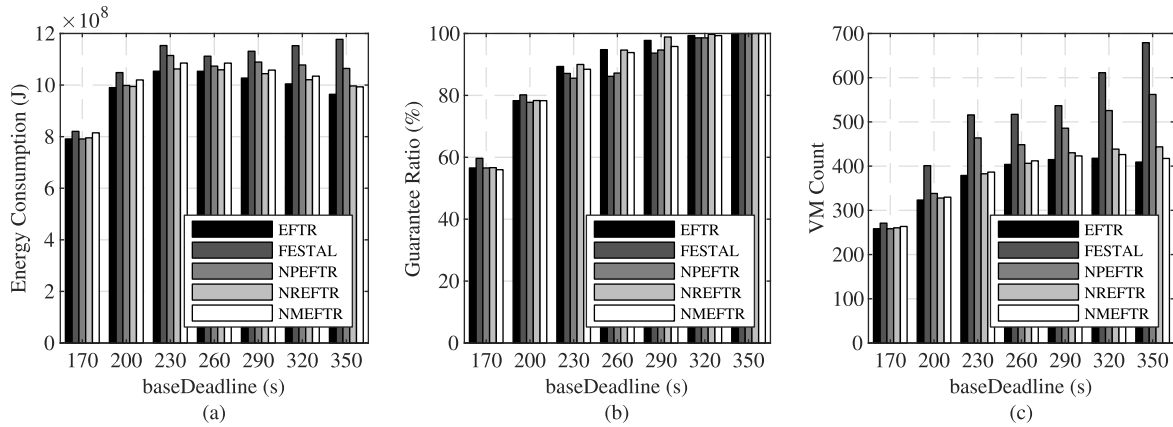 ×10⁸
12
10
8
6
4
2
0
Energy Consumption (J)
EFTR
FESTAL
NPEFTR
NREFTR
NMEFTR
170 200 230 260 290 320 350
baseDeadline (s)
(a)
100
80
60
40
20
0
Guarantee Ratio (%)
EFTR
FESTAL
NPEFTR
NREFTR
NMEFTR
170 200 230 260 290 320 350
baseDeadline (s)
(b)
700
600
500
400
300
200
100
0
VM Count
EFTR
FESTAL
NPEFTR
NREFTR
NMEFTR
170 200 230 260 290 320 350
baseDeadline (s)
(c)